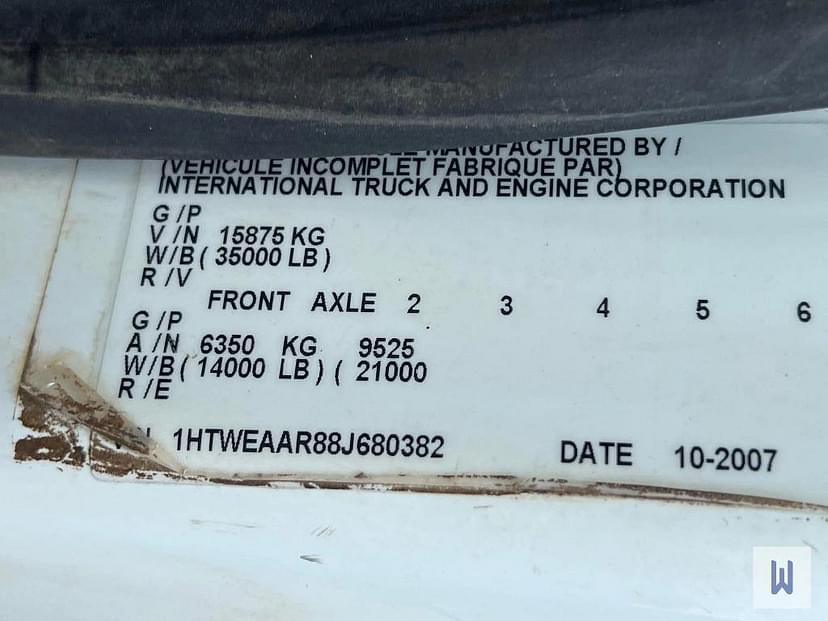 MANUFACTURED BY /
(VEHICULE INCOMPLET FABRIQUE PAR)
INTERNATIONAL TRUCK AND ENGINE CORPORATION
G /P
V /N 15875 KG
W/B ( 35000 LB )
R /V
FRONT AXLE 2 3 4 5 6
G /P
A /N 6350 KG 9525
W/B ( 14000 LB ) ( 21000
R /E
1HTWEAAR88J680382 DATE 10-2007
W